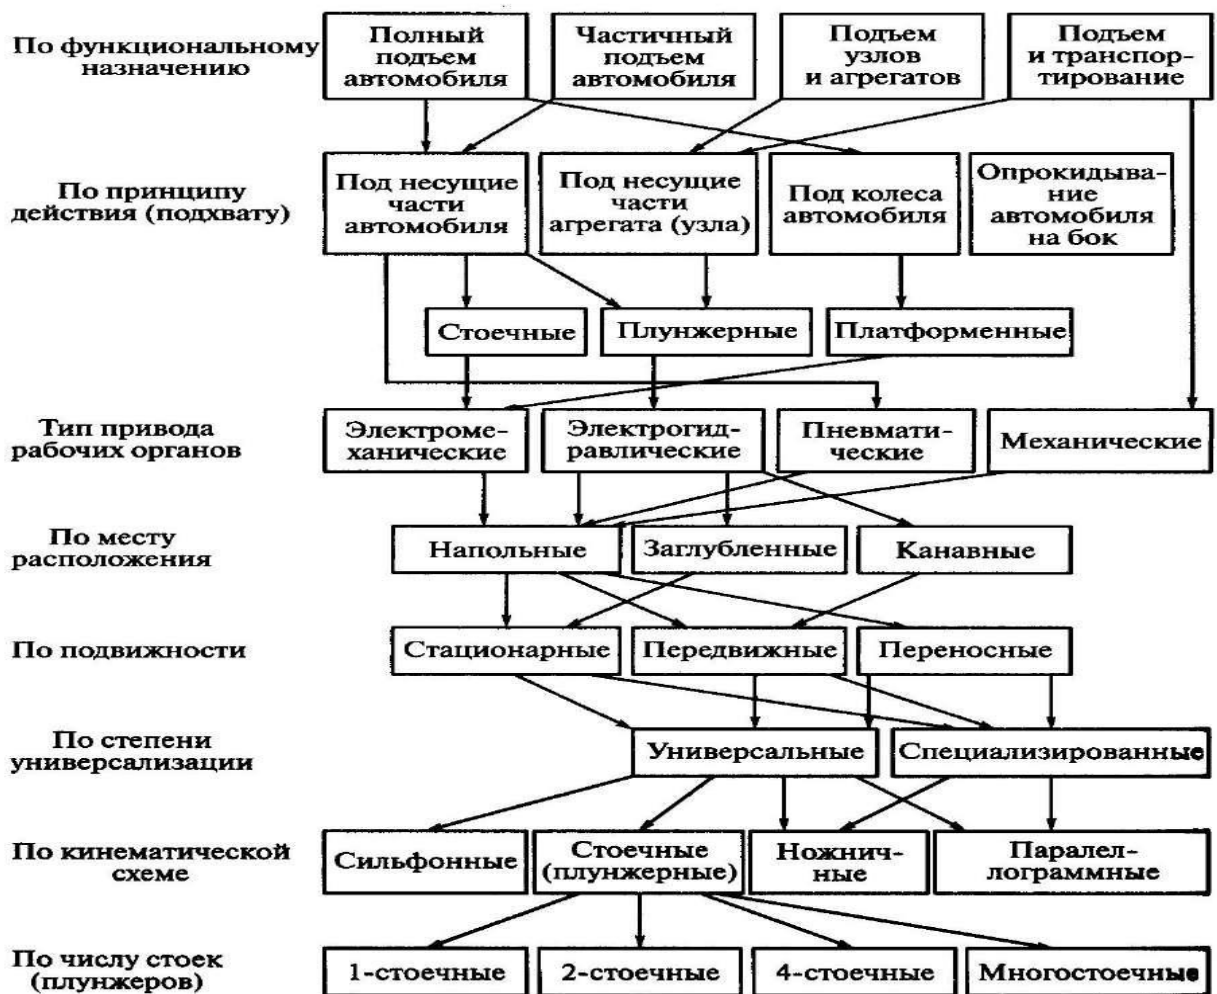 По функциональному
назначению
Полный
подъем
автомобиля
Частичный
подъем
автомобиля
Подъем
узлов
и агрегатов
Подъем
и транспор-
тирование
По принципу
действия (подхвату)
Под несущие
части
автомобиля
Под несущие
части
агрегата (узла)
Под колеса
автомобиля
Опрокидыва-
ние
автомобиля
на бок
Стоечные
Плунжерные
Платформенные
Тип привода
рабочих органов
Электроме-
ханические
Электрогид-
равлические
Пневмати-
ческие
Механические
По месту
расположения
Напольные
Заглубленные
Канавные
По подвижности
Стационарные
Передвижные
Переносные
По степени
универсализации
Универсальные
Специализированные
По кинематической
схеме
Сильфонные
Стоечные
(плунжерные)
Ножнич-
ные
Паралел-
лограммные
По числу стоек
(плунжеров)
1-стоечные
2-стоечные
4-стоечные
Многостоечные